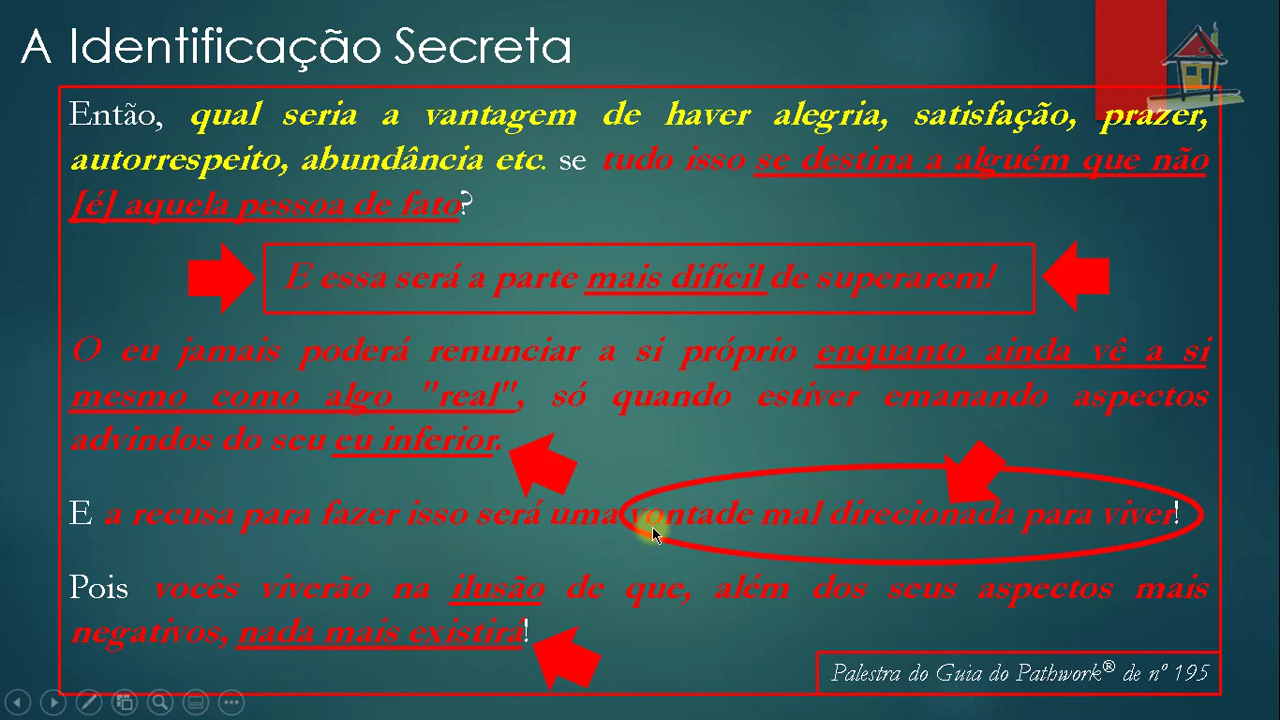 A Identificação Secreta
Então, qual seria a vantagem de haver alegria, satisfação, prazer,
autorrespeito, abundância etc. se tudo isso se destina a alguém que não
[é] aquela pessoa de fato?
E essa será a parte mais difícil de superarem!
O eu jamais poderá renunciar a si próprio enquanto ainda vê a si
mesmo como algo "real", só quando estiver emanando aspectos
advindos do seu eu inferior.
E a recusa para fazer isso será uma vontade mal direcionada para viver!
Pois vocês viverão na ilusão de que, além dos seus aspectos mais
negativos, nada mais existirá!
Palestra do Guia do Pathwork® de nº 195